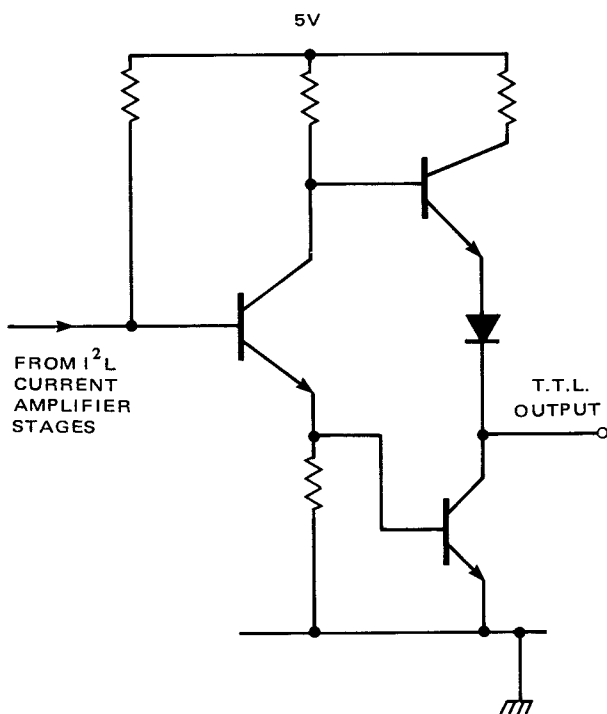 5V
FROM I²L
CURRENT
AMPLIFIER
STAGES
T.T.L.
OUTPUT